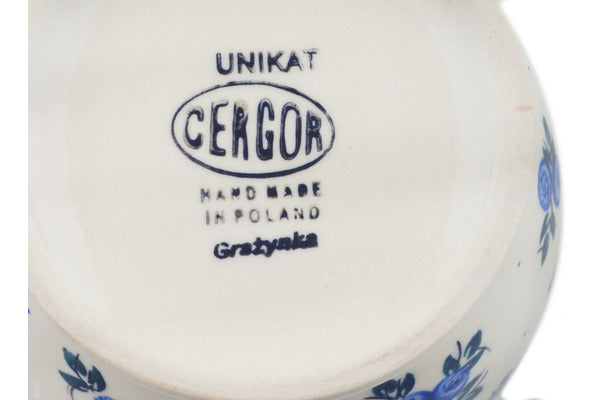 UNIKAT
CERGOR
HAND MADE
IN POLAND
Grażynka